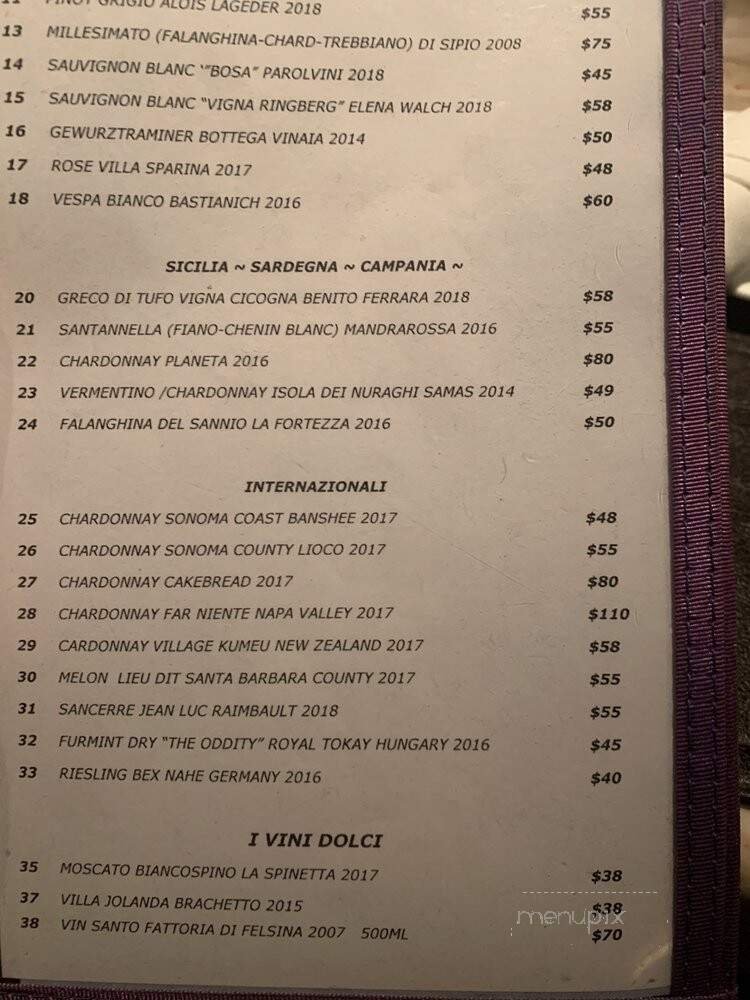 11 PINOT GRIGIO ALOIS LAGEDER 2018 $55
13 MILLESIMATO (FALANGHINA-CHARD-TREBBIANO) DI SIPIO 2008 $75
14 SAUVIGNON BLANC '"BOSA" PAROLVINI 2018 $45
15 SAUVIGNON BLANC "VIGNA RINGBERG" ELENA WALCH 2018 $58
16 GEWURZTRAMINER BOTTEGA VINAIA 2014 $50
17 ROSE VILLA SPARINA 2017 $48
18 VESPA BIANCO BASTIANICH 2016 $60
SICILIA ~ SARDEGNA ~ CAMPANIA ~
20 GRECO DI TUFO VIGNA CICOGNA BENITO FERRARA 2018 $58
21 SANTANNELLA (FIANO-CHENIN BLANC) MANDRAROSSA 2016 $55
22 CHARDONNAY PLANETA 2016 $80
23 VERMENTINO /CHARDONNAY ISOLA DEI NURAGHI SAMAS 2014 $49
24 FALANGHINA DEL SANNIO LA FORTEZZA 2016 $50
INTERNAZIONALI
25 CHARDONNAY SONOMA COAST BANSHEE 2017 $48
26 CHARDONNAY SONOMA COUNTY LIOCO 2017 $55
27 CHARDONNAY CAKEBREAD 2017 $80
28 CHARDONNAY FAR NIENTE NAPA VALLEY 2017 $110
29 CARDONNAY VILLAGE KUMEU NEW ZEALAND 2017 $58
30 MELON LIEU DIT SANTA BARBARA COUNTY 2017 $55
31 SANCERRE JEAN LUC RAIMBAULT 2018 $55
32 FURMINT DRY "THE ODDITY" ROYAL TOKAY HUNGARY 2016 $45
33 RIESLING BEX NAHE GERMANY 2016 $40
I VINI DOLCI
35 MOSCATO BIANCOSPINO LA SPINETTA 2017 $38
37 VILLA JOLANDA BRACHETTO 2015 $38
38 VIN SANTO FATTORIA DI FELSINA 2007 500ML $70
menupix